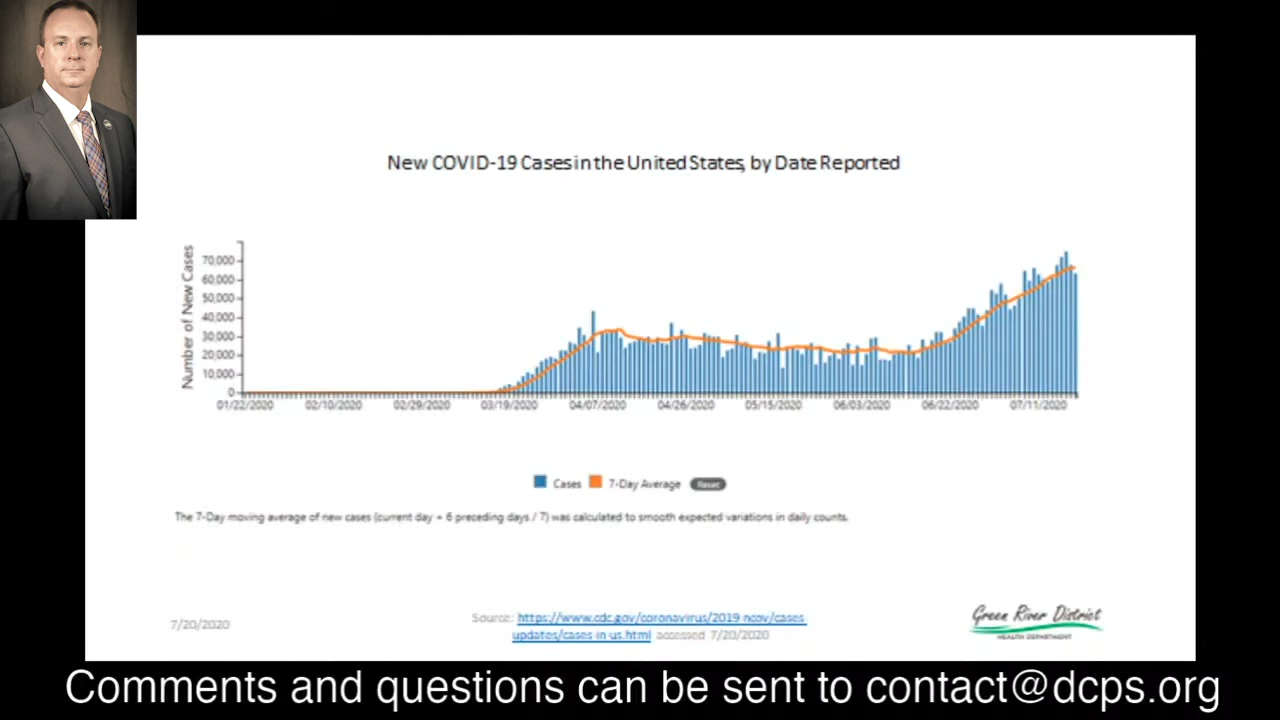 New COVID-19 Cases in the United States, by Date Reported
Number of New Cases
70,000
60,000
50,000
40,000
30,000
20,000
10,000
0
01/22/2020 02/10/2020 02/29/2020 03/19/2020 04/07/2020 04/26/2020 05/15/2020 06/03/2020 06/22/2020 07/11/2020
Cases 7-Day Average Reset
The 7-Day moving average of new cases (current day + 6 preceding days / 7) was calculated to smooth expected variations in daily counts.
7/20/2020
Source: https://www.cdc.gov/coronavirus/2019 ncov/cases
updates/cases in us.html accessed 7/20/2020
Green River District
HEALTH DEPARTMENT
Comments and questions can be sent to contact@dcps.org